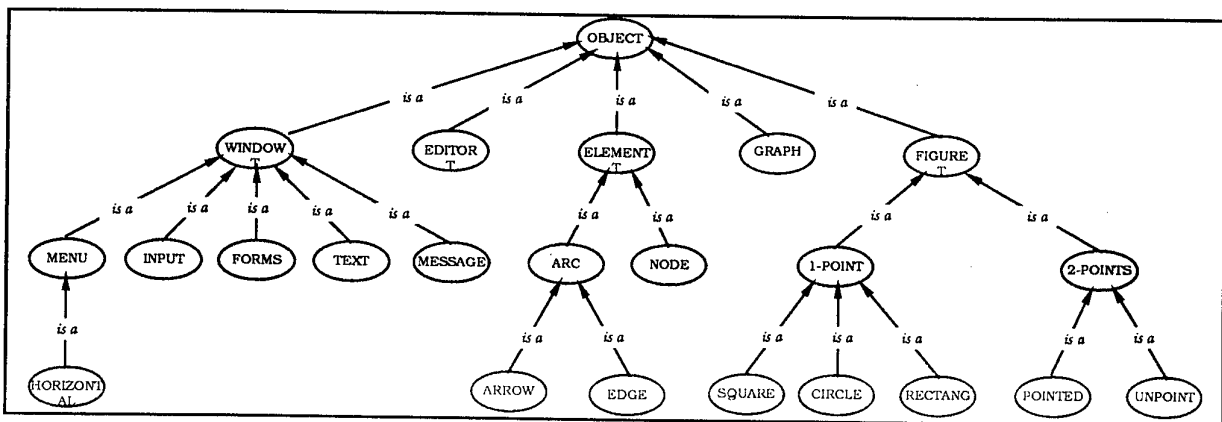 OBJECT
is a is a is a is a is a
WINDOW
T
EDITOR
T
ELEMENT
T
GRAPH
FIGURE
T
is a is a is a is a is a is a is a is a is a
MENU INPUT FORMS TEXT MESSAGE ARC NODE 1-POINT 2-POINTS
is a is a is a is a is a is a is a is a
HORIZONT
AL
ARROW EDGE SQUARE CIRCLE RECTANG POINTED UNPOINT